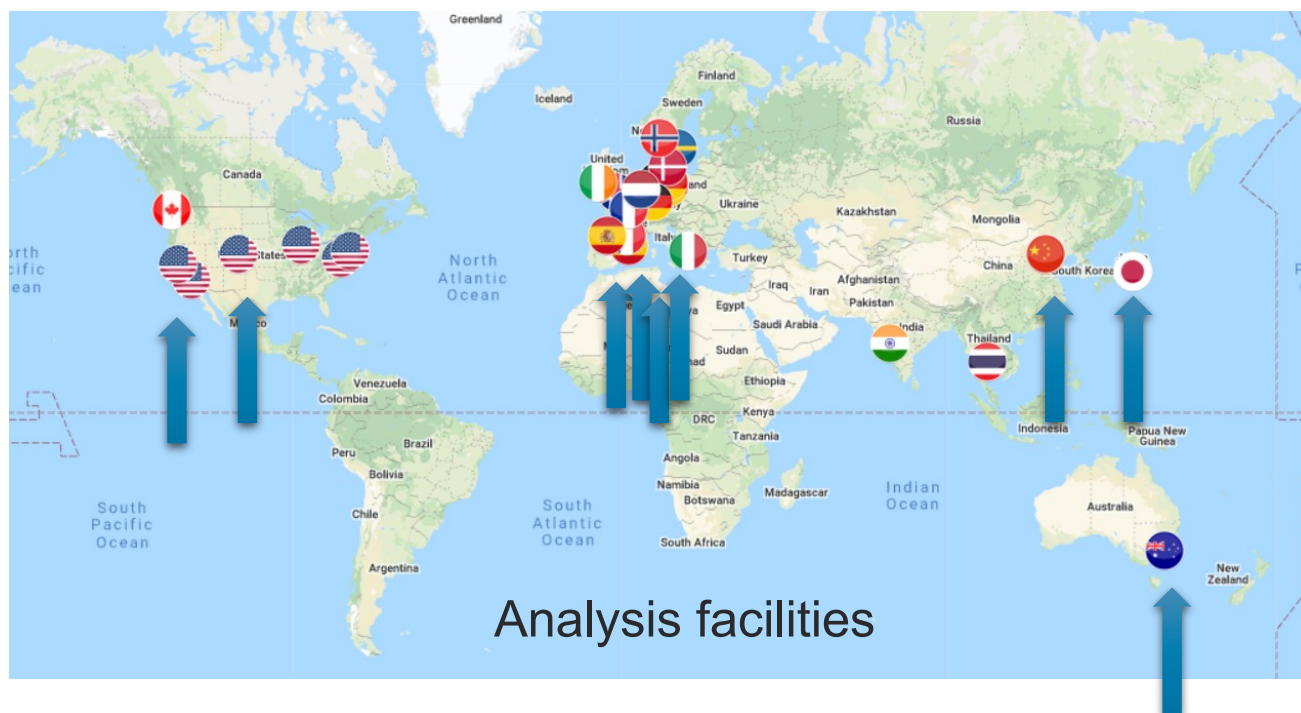 Greenland
Iceland
Finland
Sweden
Russia
United
Canada
Ukraine
Kazakhstan
Mongolia
North
Atlantic
Ocean
Turkey
China
South Korea
Iraq
Iran
Afghanistan
Pakistan
Egypt
Saudi Arabia
India
Thailand
Sudan
Ethiopia
Venezuela
Colombia
DRC
Kenya
Tanzania
Indonesia
Papua New
Guinea
Peru
Brazil
Bolivia
Angola
Namibia
Botswana
Madagascar
Indian
Ocean
Australia
South
Pacific
Ocean
Chile
South
Atlantic
Ocean
South Africa
New
Zealand
Argentina
Analysis facilities